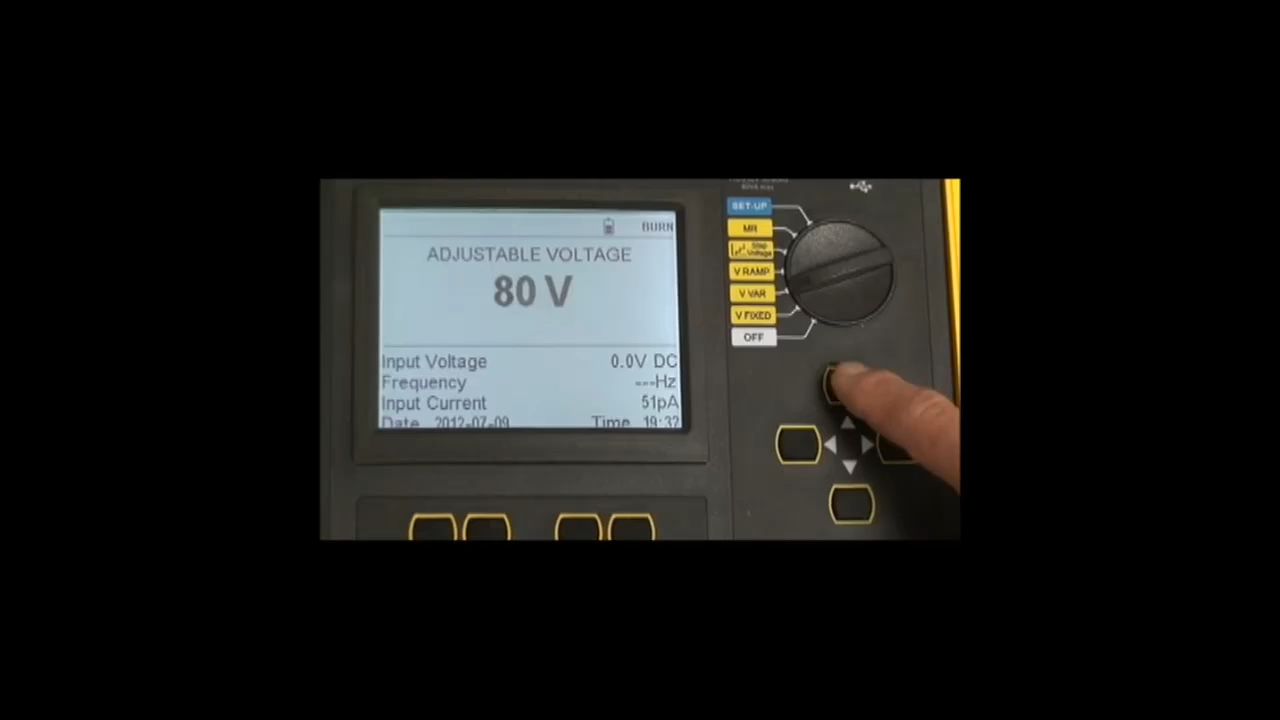 BURN
ADJUSTABLE VOLTAGE
80 V
Input Voltage 0.0V DC
Frequency ---Hz
Input Current 51pA
Date 2012-07-09 Time 19:32
SET-UP
MR
Step
Voltage
V RAMP
V VAR
V FIXED
OFF